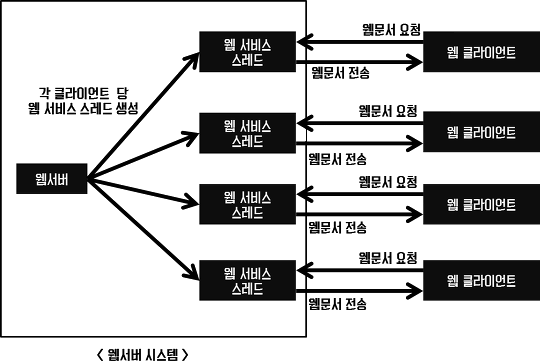 웹 서비스
스레드
웹문서 요청
웹문서 전송
웹 클라이언트
각 클라이언트 당
웹 서비스 스레드 생성
웹 서비스
스레드
웹문서 요청
웹문서 전송
웹 클라이언트
웹서버
웹 서비스
스레드
웹문서 요청
웹문서 전송
웹 클라이언트
웹 서비스
스레드
웹문서 요청
웹문서 전송
웹 클라이언트
< 웹서버 시스템 >